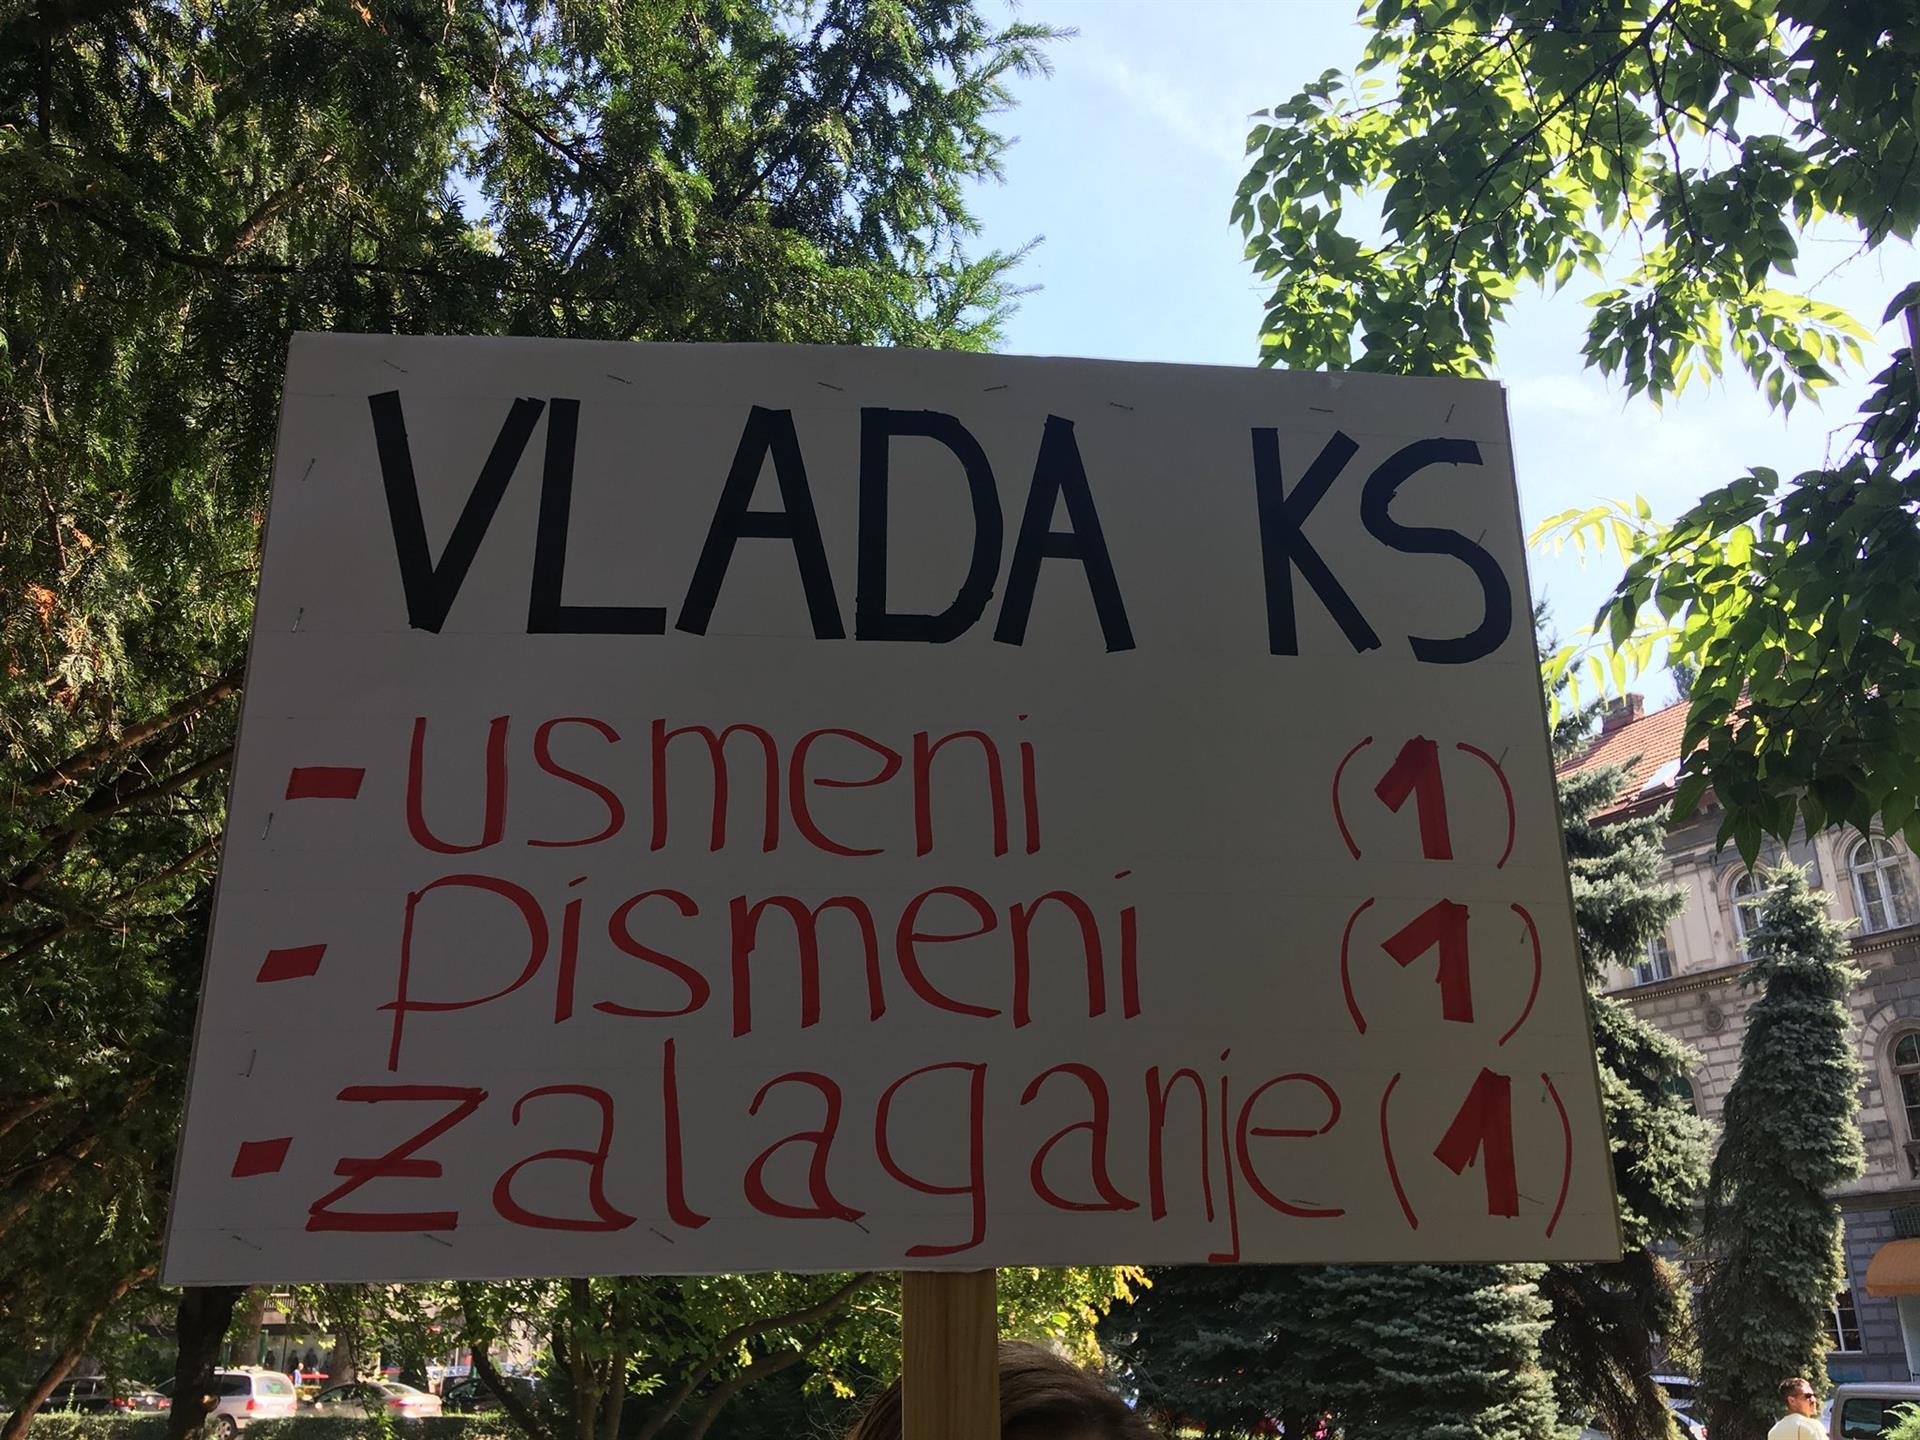 VLADA KS
- usmeni (1)
- pismeni (1)
- zalaganje (1)